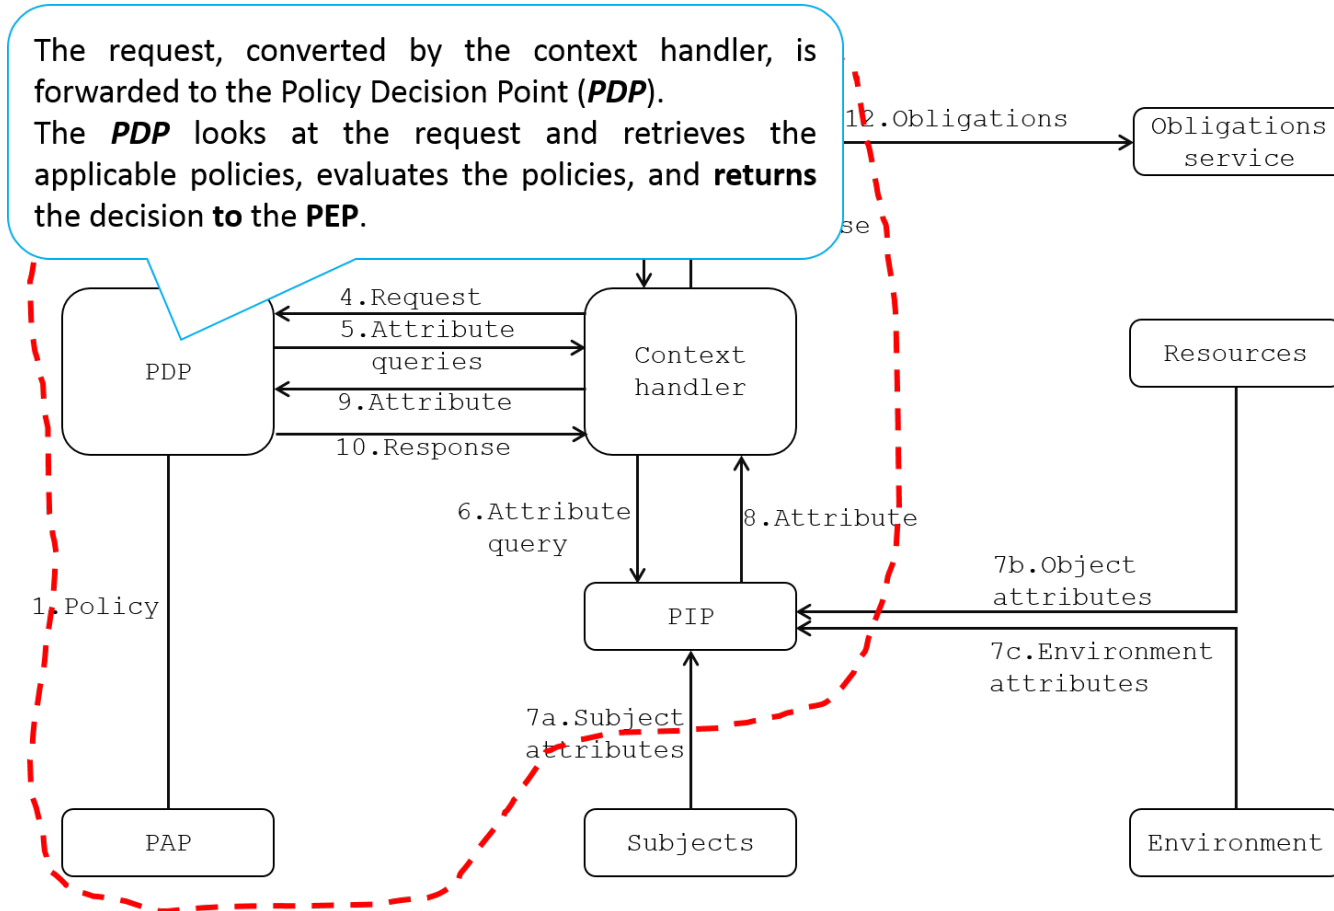 The request, converted by the context handler, is
forwarded to the Policy Decision Point (PDP).
The PDP looks at the request and retrieves the
applicable policies, evaluates the policies, and returns
the decision to the PEP.
12.Obligations
Obligations
service
se
4.Request
5.Attribute
queries
9.Attribute
10.Response
PDP
Context
handler
Resources
6.Attribute
query
8.Attribute
7b.Object
attributes
1.Policy
PIP
7c.Environment
attributes
7a.Subject
attributes
PAP
Subjects
Environment